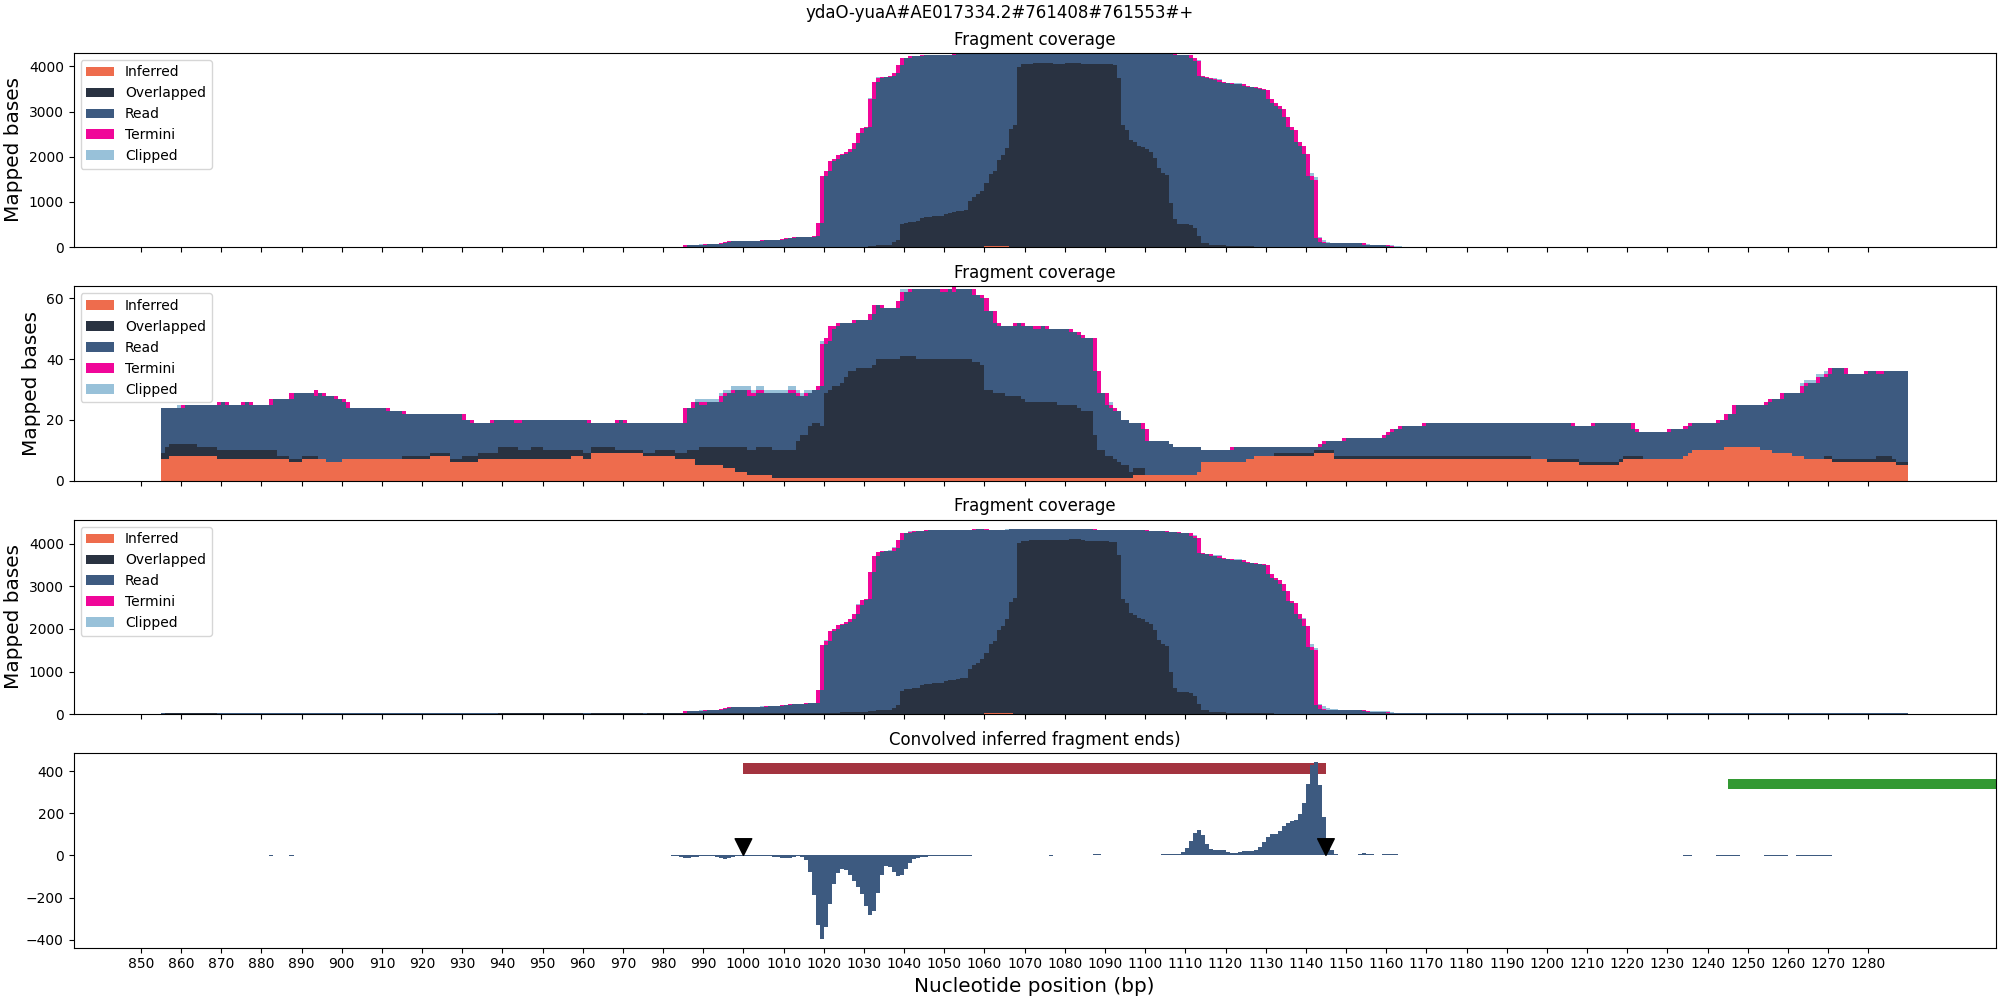 ydaO-yuaA#AE017334.2#761408#761553#+
Fragment coverage
Mapped bases
4000
3000
2000
1000
0
Inferred
Overlapped
Read
Termini
Clipped
Fragment coverage
Mapped bases
60
40
20
0
Inferred
Overlapped
Read
Termini
Clipped
Fragment coverage
Mapped bases
4000
3000
2000
1000
0
Inferred
Overlapped
Read
Termini
Clipped
Convolved inferred fragment ends)
400
200
0
−200
−400
850 860 870 880 890 900 910 920 930 940 950 960 970 980 990 1000 1010 1020 1030 1040 1050 1060 1070 1080 1090 1100 1110 1120 1130 1140 1150 1160 1170 1180 1190 1200 1210 1220 1230 1240 1250 1260 1270 1280
Nucleotide position (bp)